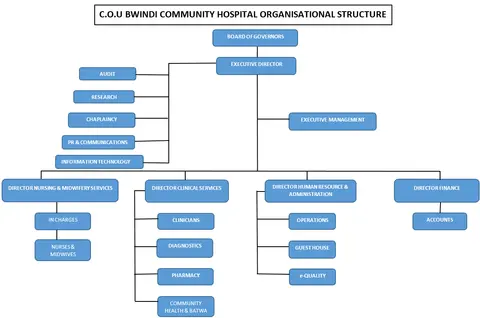 C.O.U BWINDI COMMUNITY HOSPITAL ORGANISATIONAL STRUCTURE
BOARD OF GOVERNORS
EXECUTIVE DIRECTOR
AUDIT
RESEARCH
CHAPLAINCY
EXECUTIVE MANAGEMENT
PR & COMMUNICATIONS
INFORMATION TECHNOLOGY
DIRECTOR NURSING & MIDWIFERY SERVICES
DIRECTOR CLINICAL SERVICES
DIRECTOR HUMAN RESOURCE &
ADMINISTRATION
DIRECTOR FINANCE
IN CHARGES
CLINICIANS
OPERATIONS
ACCOUNTS
NURSES &
MIDWIVES
DIAGNOSTICS
GUEST HOUSE
PHARMACY
e-QUALITY
COMMUNITY
HEALTH & BATWA